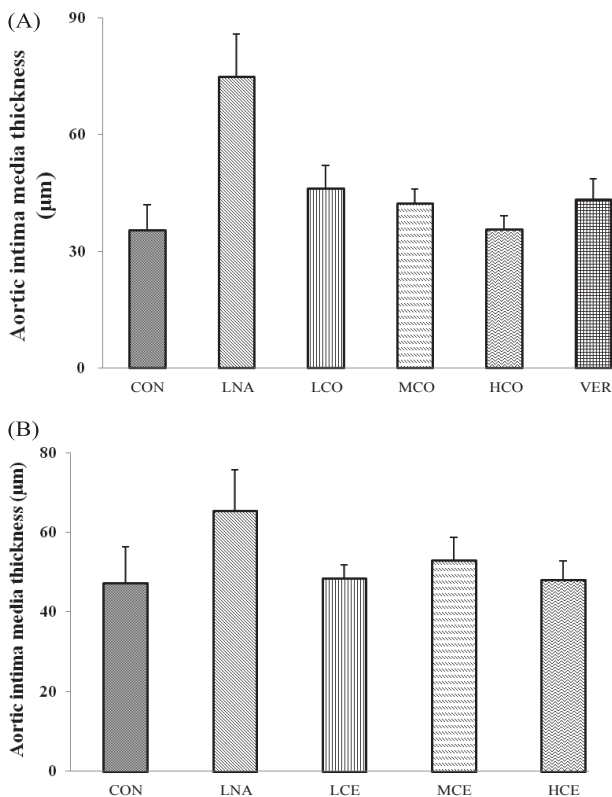 (A)
Aortic intima media thickness
(µm)
90
60
30
0
CON LNA LCO MCO HCO VER
(B)
Aortic intima media thickness (µm)
80
60
40
20
0
CON LNA LCE MCE HCE